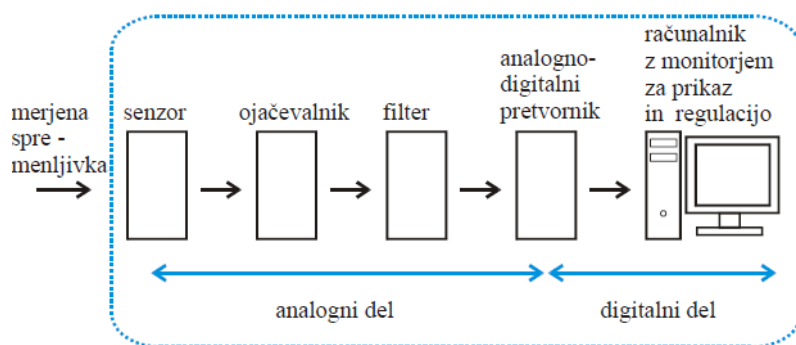 merjena
spre -
menljivka
senzor
ojačevalnik
filter
analogno-
digitalni
pretvornik
računalnik
z monitorjem
za prikaz
in regulacijo
analogni del
digitalni del